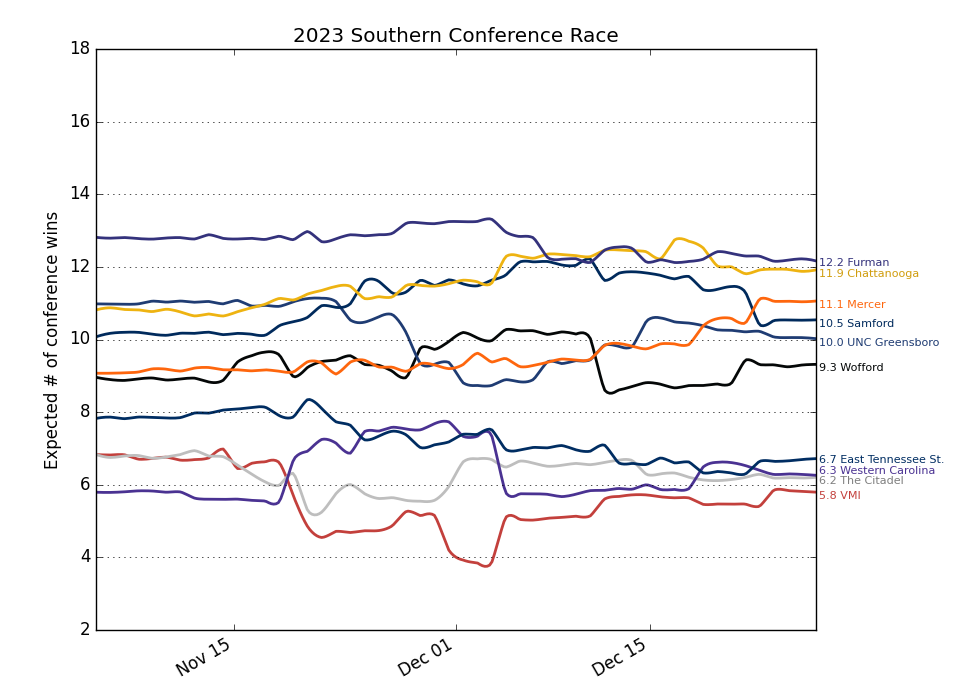 2023 Southern Conference Race
Expected # of conference wins
18
16
14
12
10
8
6
4
2
Nov 15
Dec 01
Dec 15
12.2 Furman
11.9 Chattanooga
11.1 Mercer
10.5 Samford
10.0 UNC Greensboro
9.3 Wofford
6.7 East Tennessee St.
6.3 Western Carolina
6.2 The Citadel
5.8 VMI